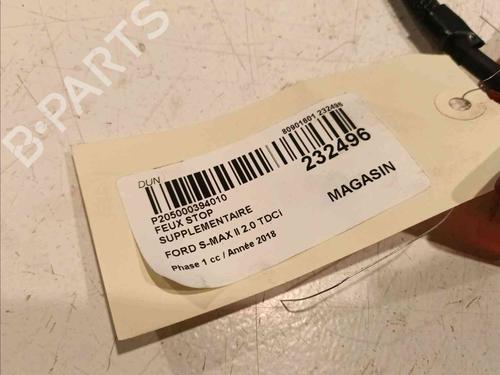 B-PARTS
DUN
P205000394010
FEUX STOP
SUPPLEMENTAIRE
FORD S-MAX II 2.0 TDCi
Phase 1 cc / Année 2018
80901601 232496
232496
MAGASIN